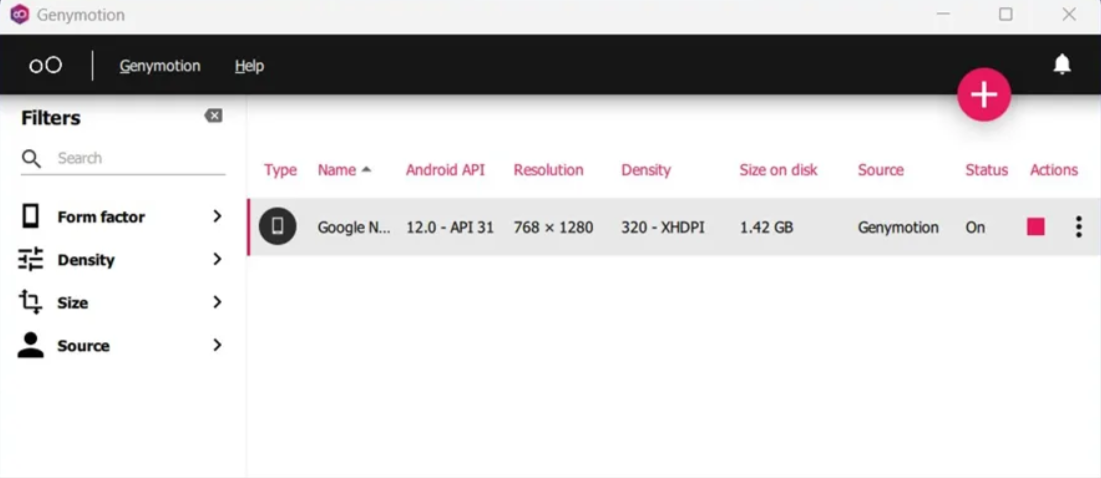 Genymotion
Genymotion Help
Filters
Search
Form factor
Density
Size
Source
Type Name Android API Resolution Density Size on disk Source Status Actions
Google N... 12.0 - API 31 768 × 1280 320 - XHDPI 1.42 GB Genymotion On